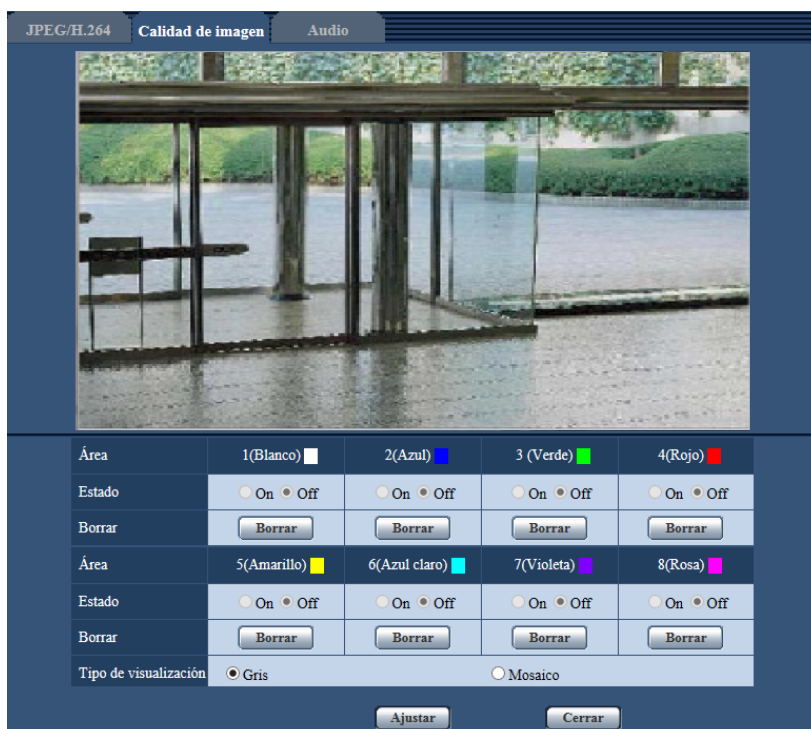 JPEG/H.264 Calidad de imagen Audio
Área 1(Blanco) 2(Azul) 3 (Verde) 4(Rojo)
Estado On Off On Off On Off On Off
Borrar Borrar Borrar Borrar Borrar
Área 5(Amarillo) 6(Azul claro) 7(Violeta) 8(Rosa)
Estado On Off On Off On Off On Off
Borrar Borrar Borrar Borrar Borrar
Tipo de visualización Gris Mosaico
Ajustar Cerrar